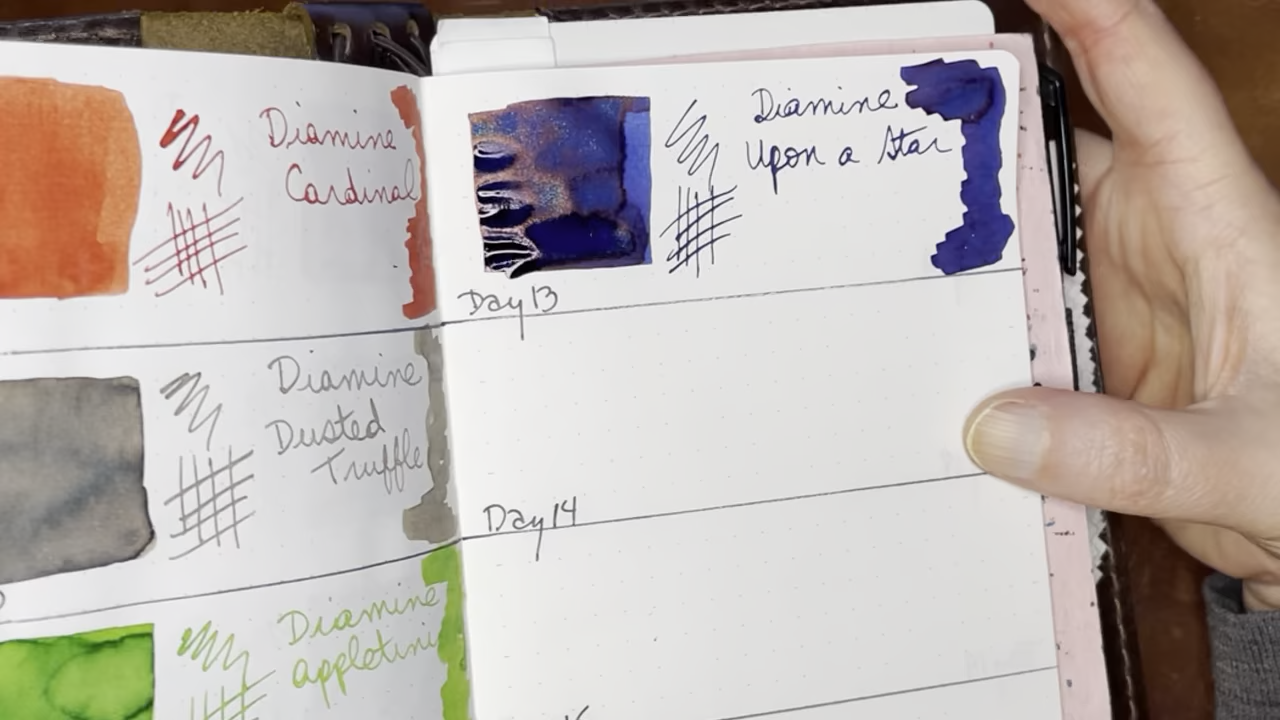 Diamine
Cardinal
Diamine
Dusted
Truffle
Diamine
appletini
Diamine
Upon a Star
Day 13
Day 14